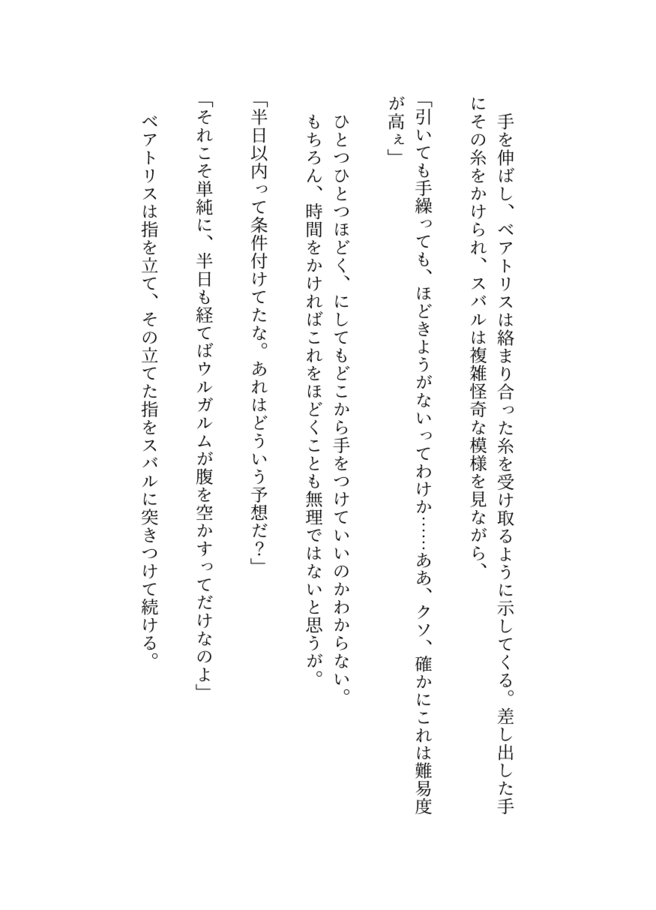 手を伸ばし、ベアトリスは絡まり合った糸を受け取るように示してくる。差し出した手
にその糸をかけられ、スバルは複雑怪奇な模様を見ながら、
「引いても手繰っても、ほどきようがないってわけか……ああ、クソ、確かにこれは難易度
が高ぇ」
　ひとつひとつほどく、にしてもどこから手をつけていいのかわからない。
　もちろん、時間をかければこれをほどくことも無理ではないと思うが。
「半日以内って条件付けてたな。あれはどういう予想だ？」
「それこそ単純に、半日も経てばウルガルムが腹を空かすってだけなのよ」
　ベアトリスは指を立て、その立てた指をスバルに突きつけて続ける。